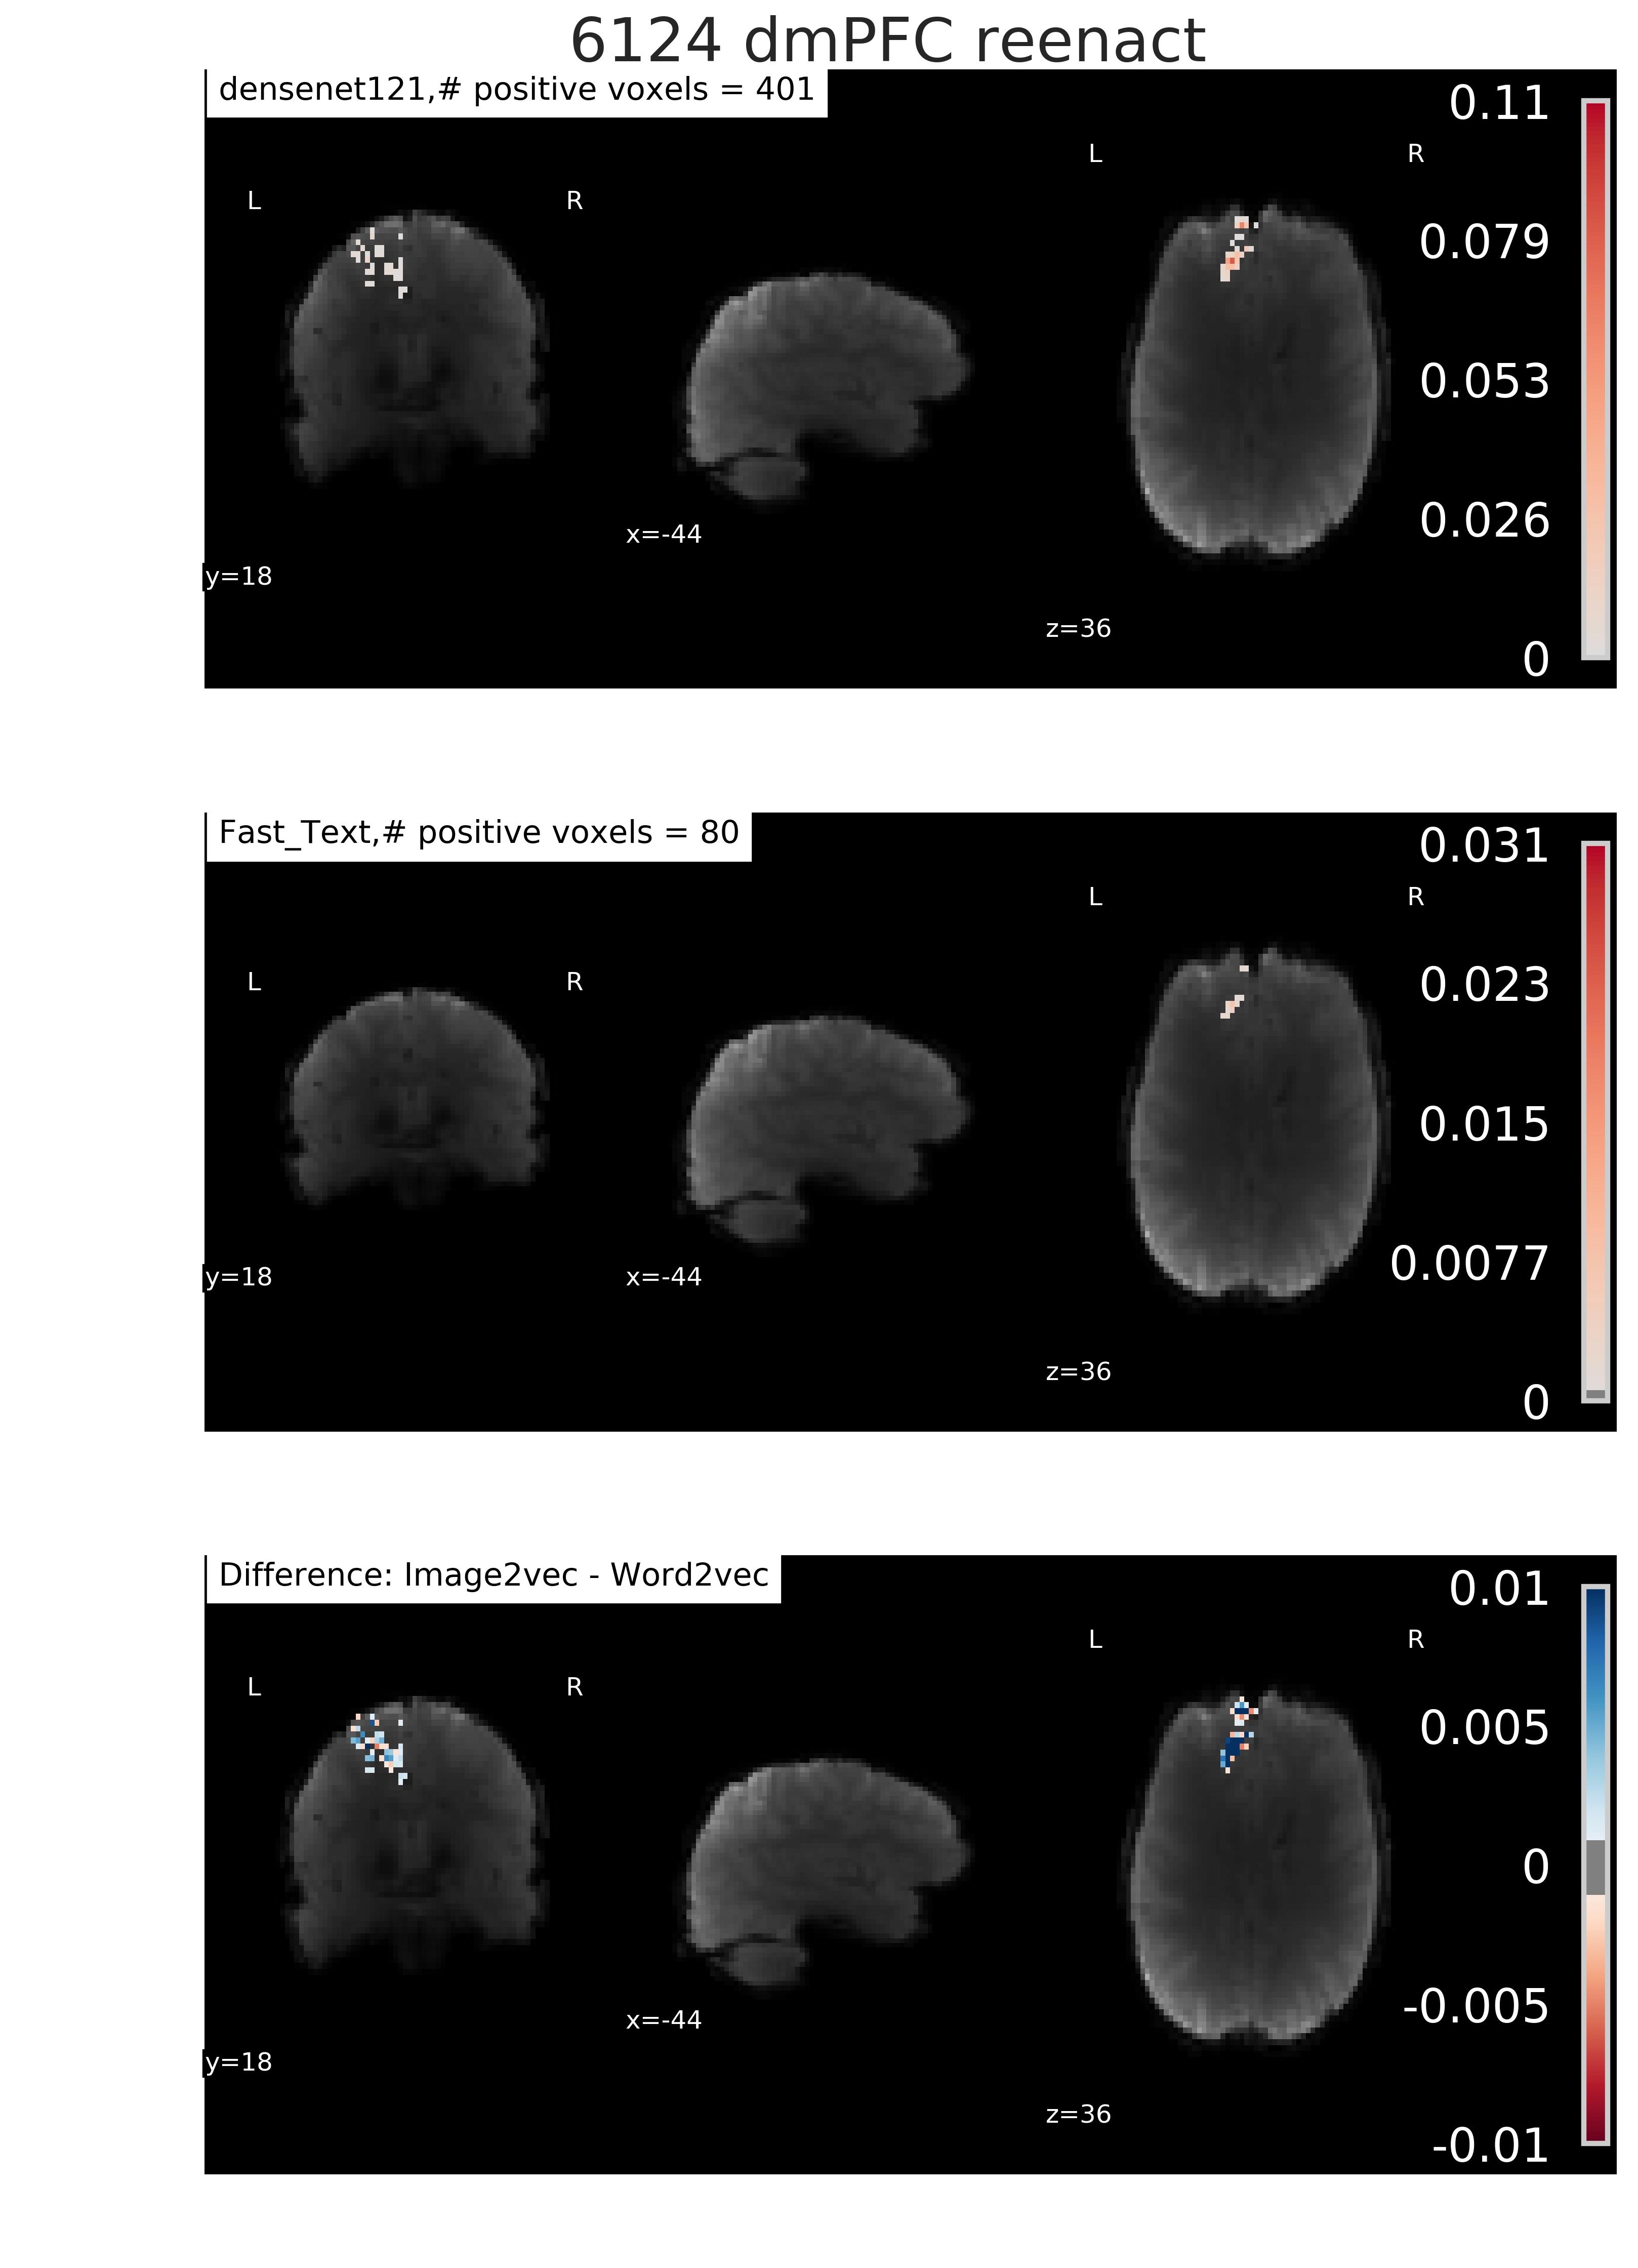 6124 dmPFC reenact
densenet121,# positive voxels = 401
0.11
L R
L R
0.079
0.053
0.026
x=-44
y=18
z=36
0
Fast_Text,# positive voxels = 80
0.031
L R
L R
0.023
0.015
0.0077
y=18
x=-44
z=36
0
Difference: Image2vec - Word2vec
0.01
L R
L R
0.005
0
-0.005
x=-44
y=18
z=36
-0.01